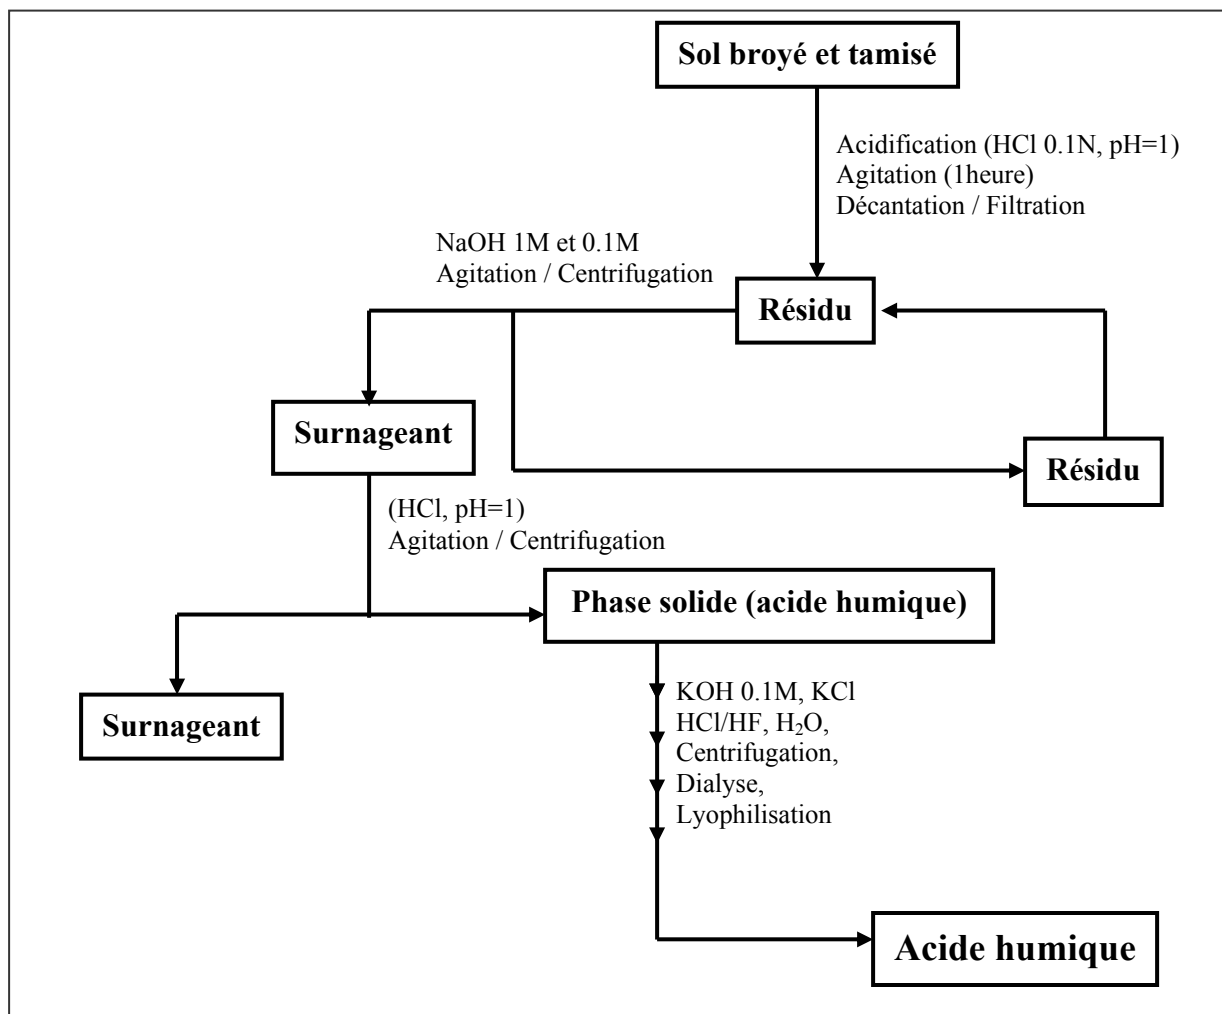 Sol broyé et tamisé
Acidification (HCl 0.1N, pH=1)
Agitation (1heure)
Décantation / Filtration
NaOH 1M et 0.1M
Agitation / Centrifugation
Résidu
Surnageant
Résidu
(HCl, pH=1)
Agitation / Centrifugation
Phase solide (acide humique)
Surnageant
KOH 0.1M, KCl
HCl/HF, H₂O,
Centrifugation,
Dialyse,
Lyophilisation
Acide humique